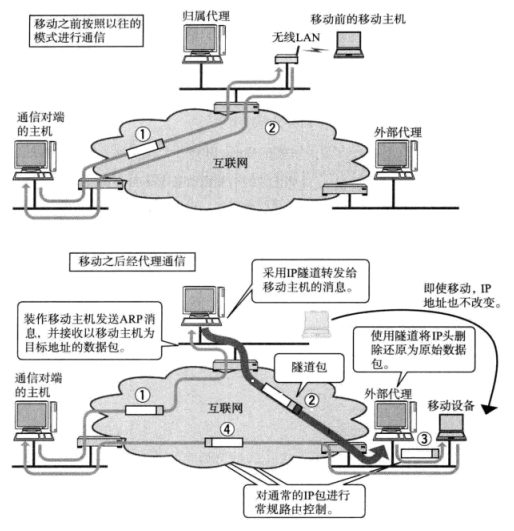 移动之前按照以往的
模式进行通信
归属代理
移动前的移动主机
无线LAN
通信对端
的主机
①
②
互联网
外部代理
移动之后经代理通信
采用IP隧道转发给
移动主机的消息。
即使移动，IP
地址也不改变。
装作移动主机发送ARP消
息，并接收以移动主机为
目标地址的数据包。
使用隧道将IP头删
除还原为原始数据
包。
隧道包
通信对端
的主机
①
②
互联网
外部代理
移动设备
③
④
对通常的IP包进行
常规路由控制。